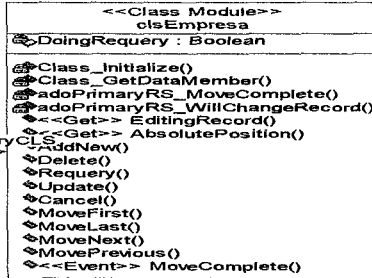 <<Class Module>>
clsEmpresa
DoingRequery : Boolean
Class_Initialize()
Class_GetDataMember()
adoPrimaryRS_MoveComplete()
adoPrimaryRS_WillChangeRecord()
<<Get>> EditingRecord()
<<Get>> AbsolutePosition()
ryCLS
AddNew()
Delete()
Requery()
Update()
Cancel()
MoveFirst()
MoveLast()
MoveNext()
MovePrevious()
<<Event>> MoveComplete()